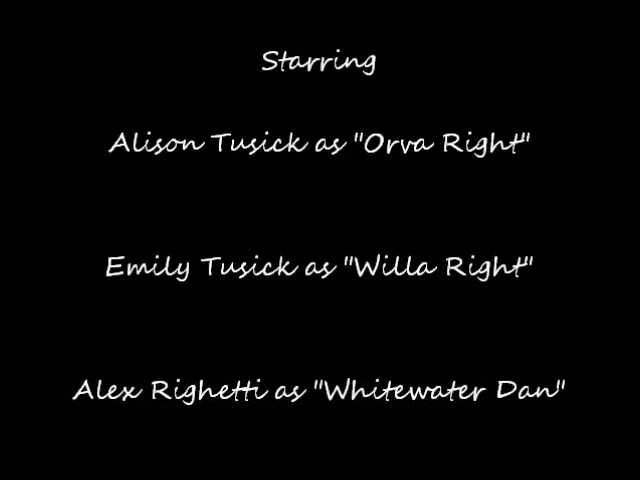 Starring
Alison Tusick as "Orva Right"
Emily Tusick as "Willa Right"
Alex Righetti as "Whitewater Dan"